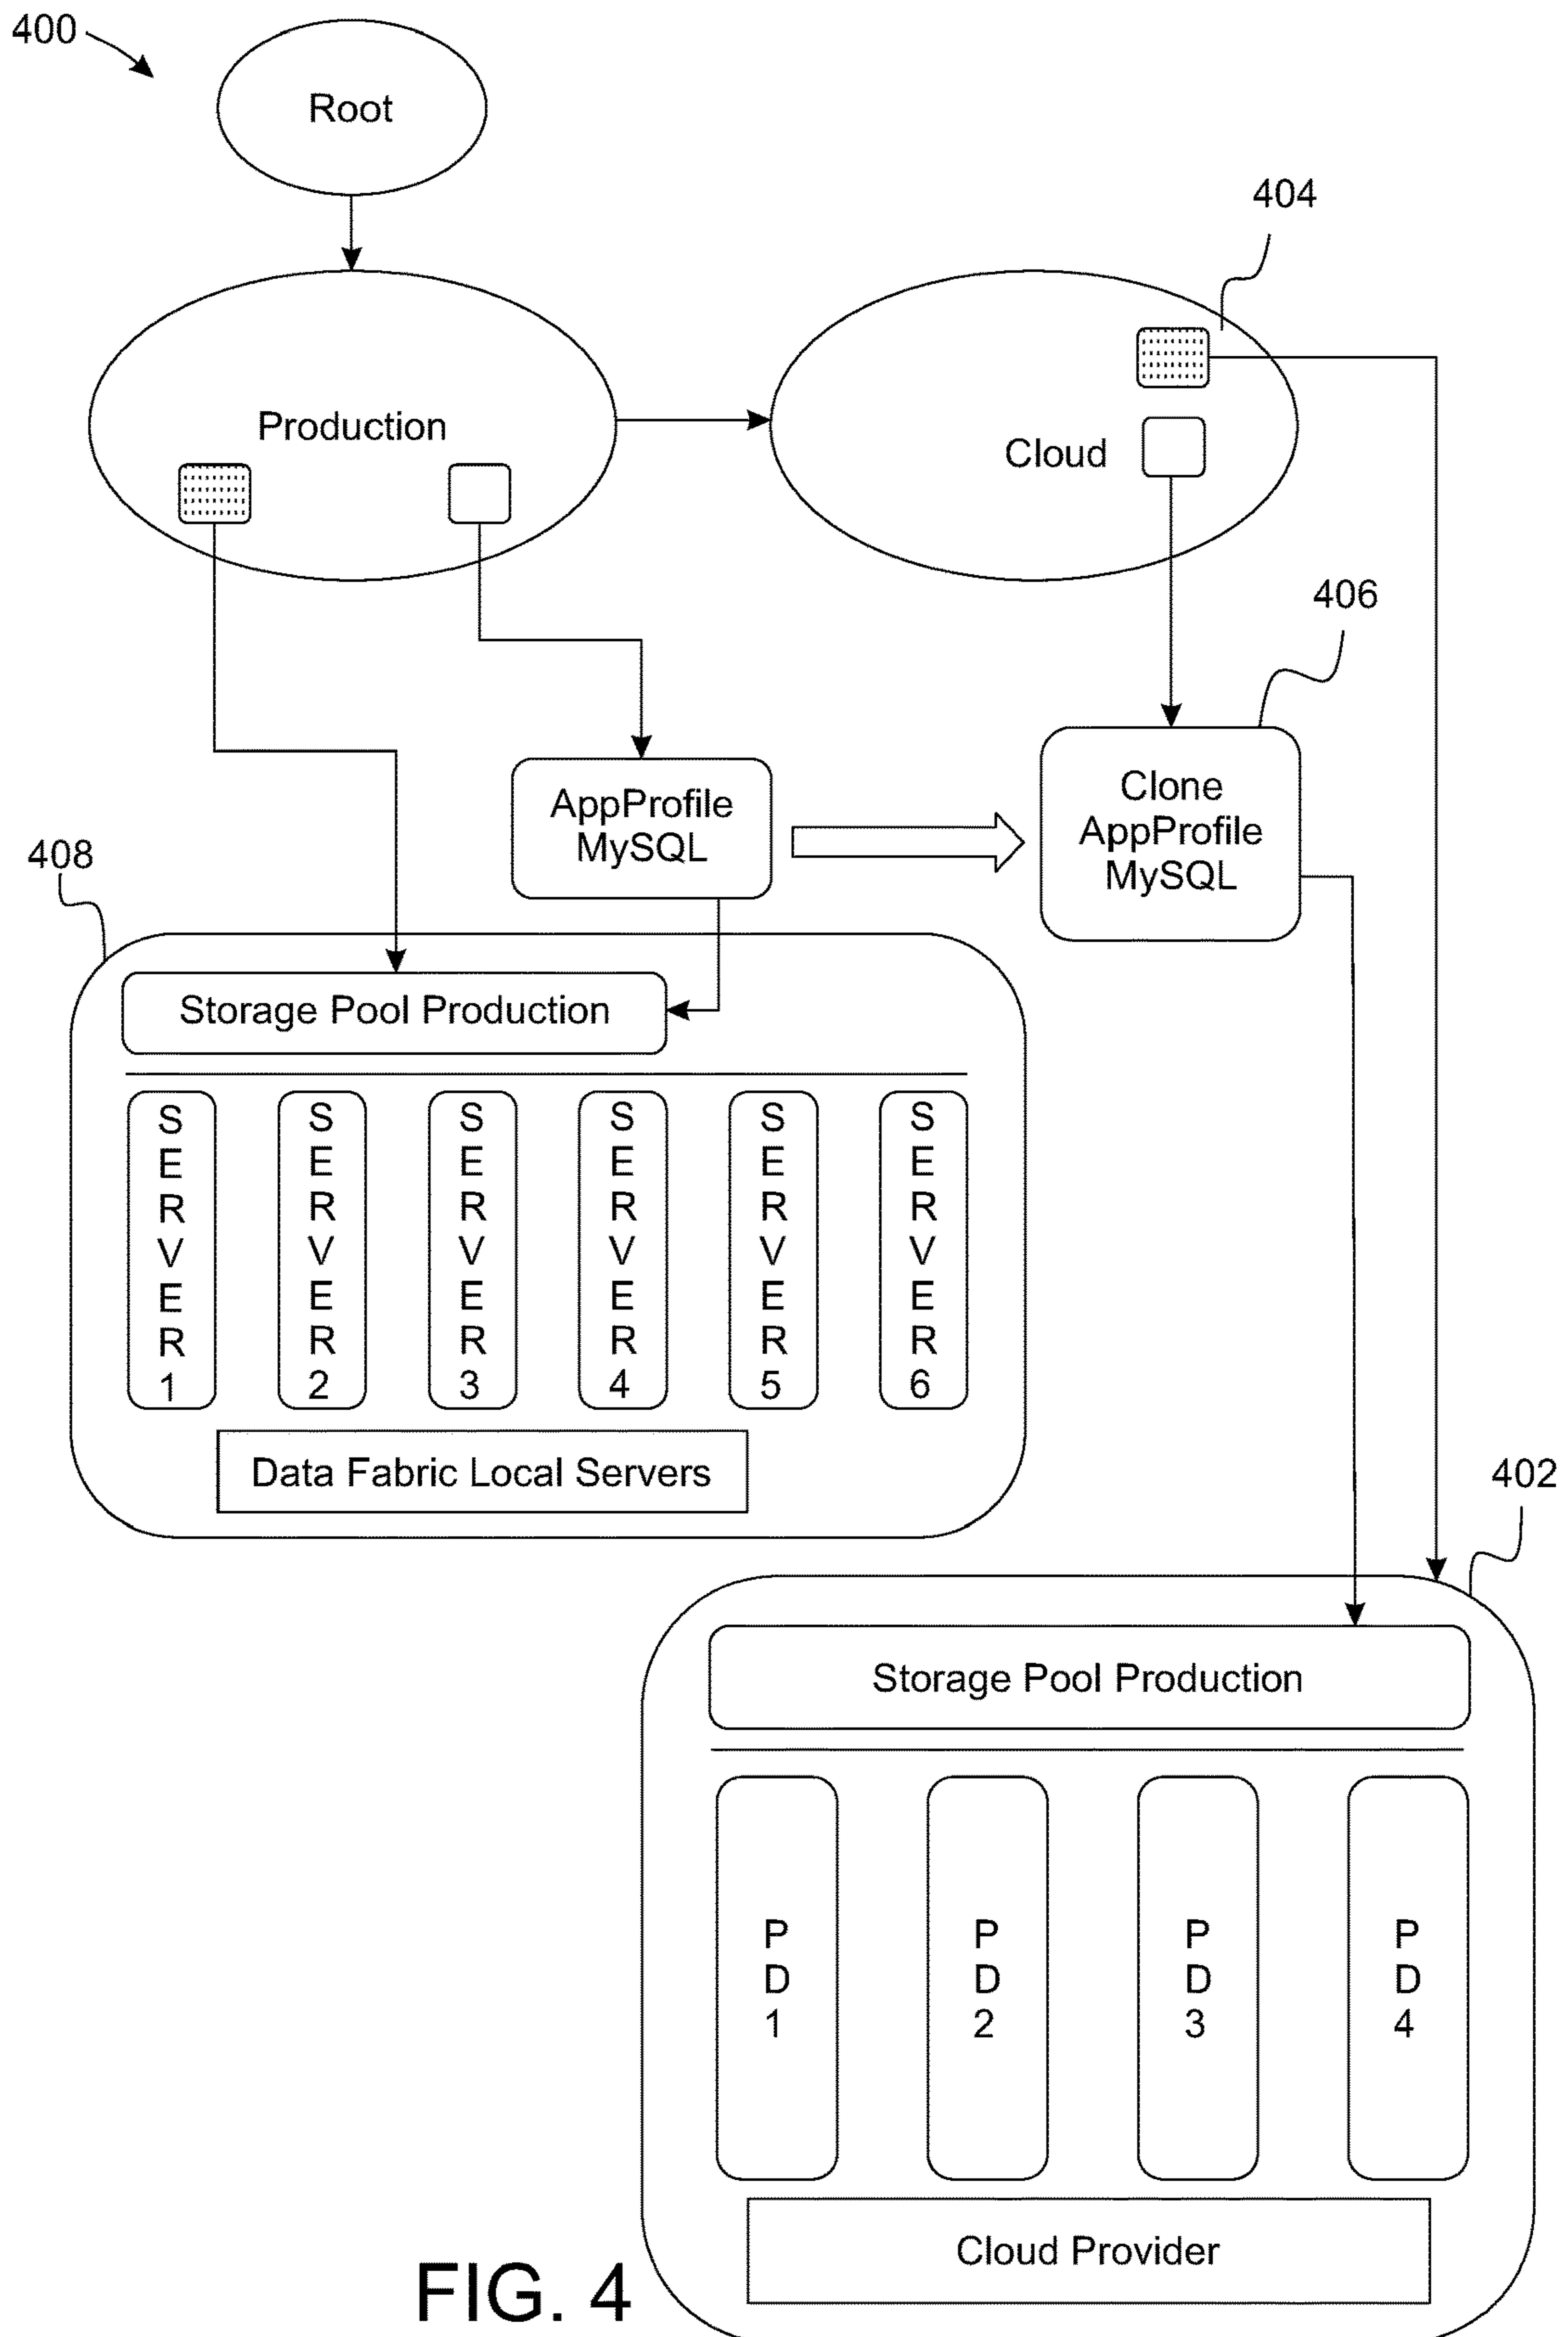 400
Root
404
Production
Cloud
406
AppProfile
MySQL
Clone
AppProfile
MySQL
408
Storage Pool Production
SERVER1
SERVER2
SERVER3
SERVER4
SERVER5
SERVER6
Data Fabric Local Servers
402
Storage Pool Production
PD1
PD2
PD3
PD4
Cloud Provider
FIG. 4